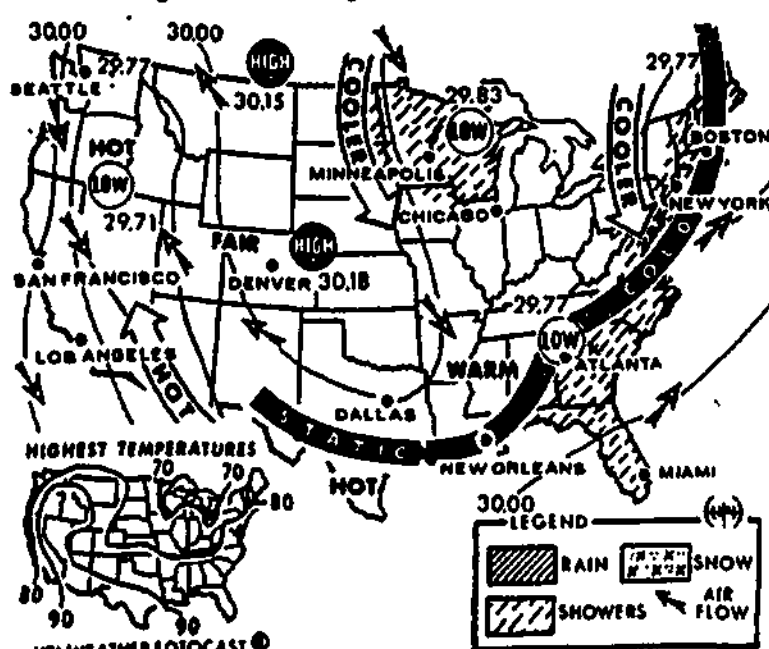 30.00
30.00
HIGH
SEATTLE
29.77
30.15
COOLER
29.83
LOW
29.77
COOLER
BOSTON
HOT
LOW
MINNEAPOLIS
NEW YORK
CHICAGO
29.71
FAIR
HIGH
COLD
SAN FRANCISCO
DENVER
30.18
29.77
LOW
LOS ANGELES
HOT
WARM
ATLANTA
DALLAS
STATIC
NEW ORLEANS
MIAMI
HOT
30.00
HIGHEST TEMPERATURES
70
70
80
80
90
90
LEGEND
RAIN
SNOW
SHOWERS
AIR
FLOW